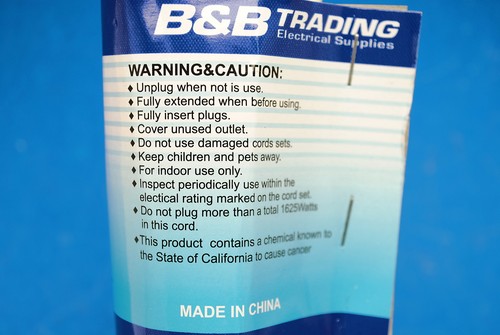 B&B TRADING
Electrical Supplies
WARNING&CAUTION:
♦ Unplug when not is use.
♦ Fully extended when before using.
♦ Fully insert plugs.
♦ Cover unused outlet.
♦ Do not use damaged cords sets.
♦ Keep children and pets away.
♦ For indoor use only.
♦ Inspect periodically use within the
electical rating marked on the cord set.
♦ Do not plug more than a total 1625Watts
in this cord.
♦ This product contains a chemical known to
the State of California to cause cancer
MADE IN CHINA